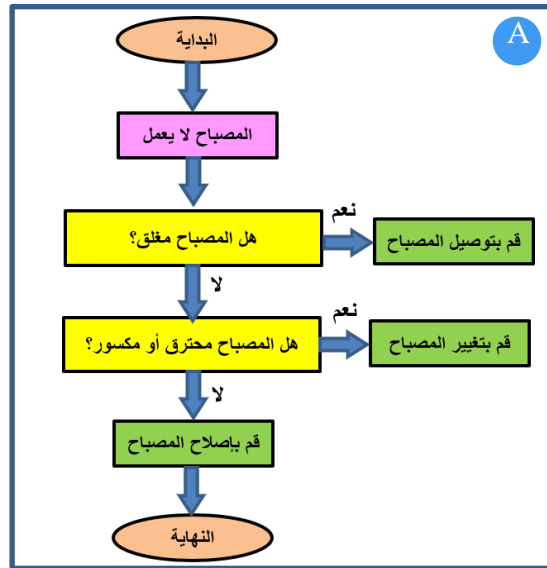 A
البداية
المصباح لا يعمل
هل المصباح مغلق؟
نعم
قم بتوصيل المصباح
لا
هل المصباح محترق أو مكسور؟
نعم
قم بتغيير المصباح
لا
قم بإصلاح المصباح
النهاية